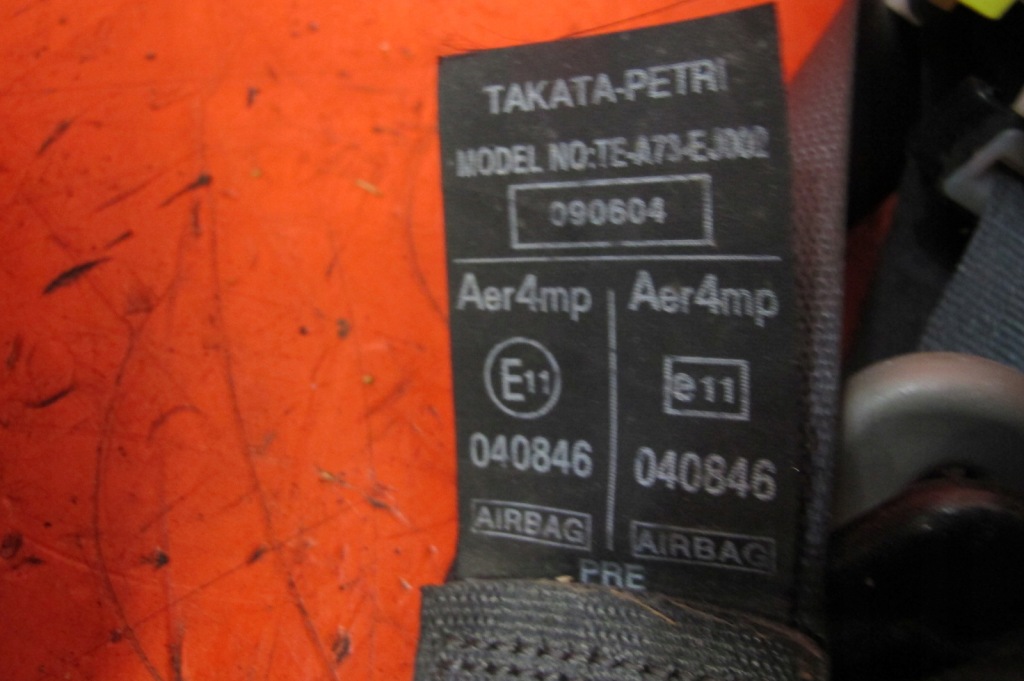 TAKATA-PETRI
MODEL NO:TE-A73-EJ002
090604
Aer4mp Aer4mp
E11 e11
040846 040846
AIRBAG AIRBAG
PRE